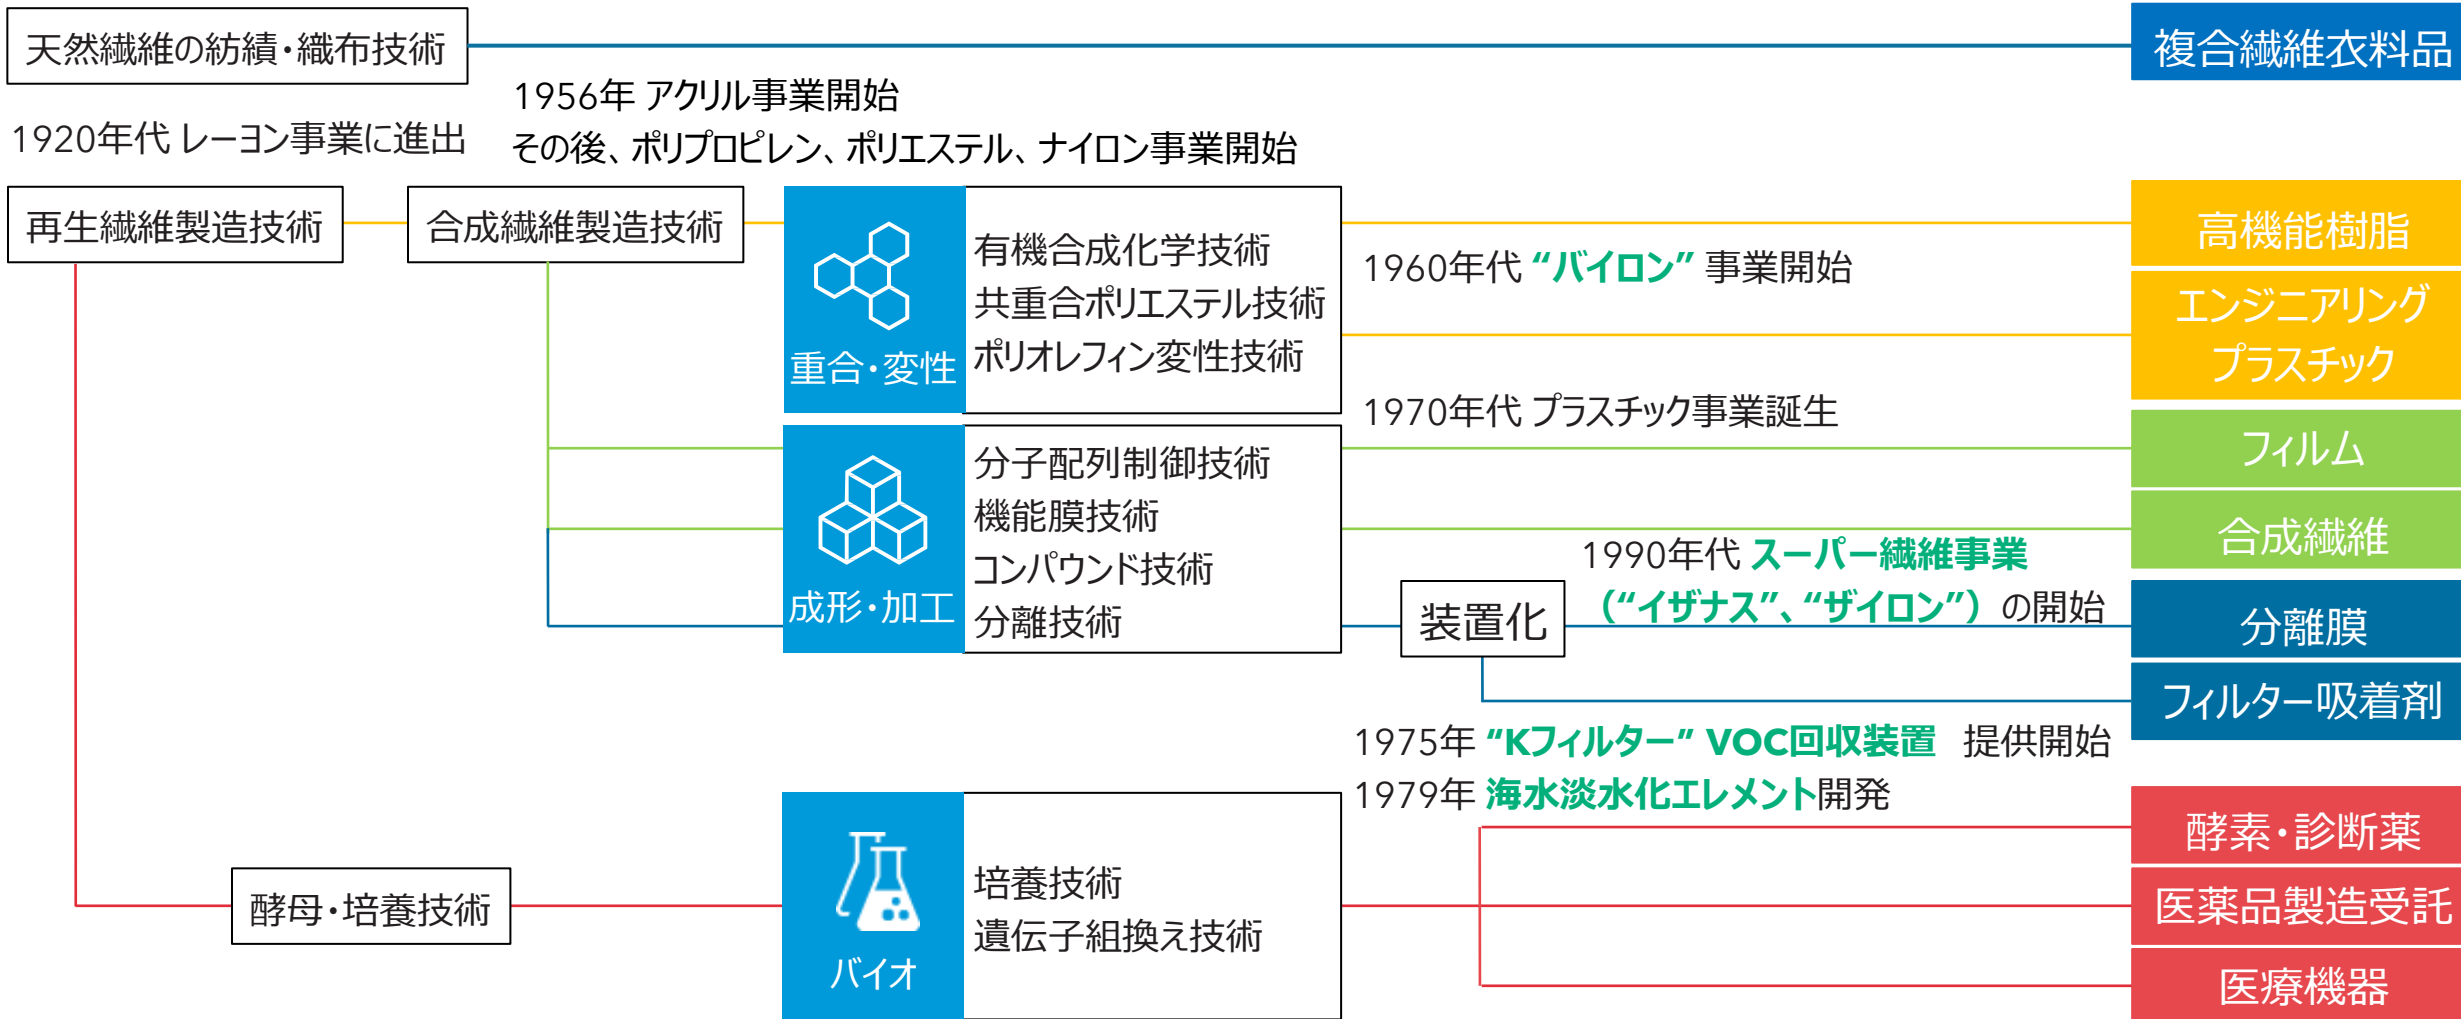 天然繊維の紡績・織布技術
複合繊維衣料品
1956年 アクリル事業開始
1920年代 レーヨン事業に進出
その後、ポリプロピレン、ポリエステル、ナイロン事業開始
再生繊維製造技術
合成繊維製造技術
重合・変性
有機合成化学技術
共重合ポリエステル技術
ポリオレフィン変性技術
1960年代 “バイロン” 事業開始
高機能樹脂
エンジニアリング
プラスチック
1970年代 プラスチック事業誕生
成形・加工
分子配列制御技術
機能膜技術
コンパウンド技術
分離技術
フィルム
合成繊維
1990年代 スーパー繊維事業
（“イザナス”、“ザイロン”）の開始
装置化
分離膜
フィルター吸着剤
1975年 “Kフィルター” VOC回収装置 提供開始
1979年 海水淡水化エレメント開発
酵母・培養技術
バイオ
培養技術
遺伝子組換え技術
酵素・診断薬
医薬品製造受託
医療機器